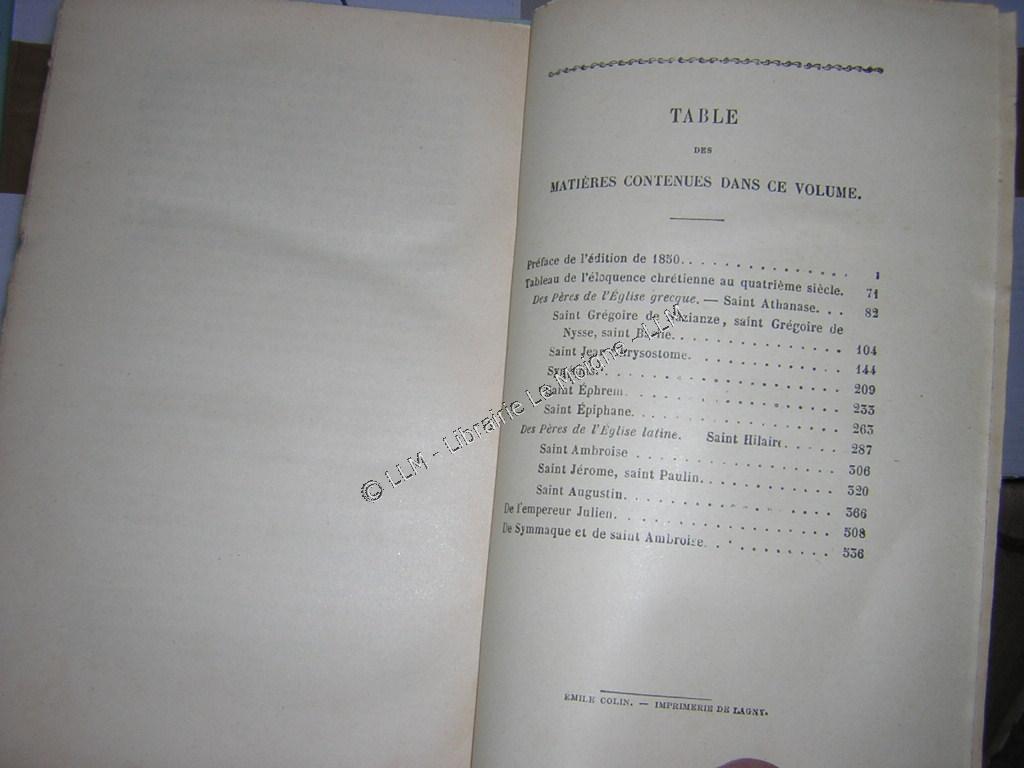 TABLE
DES
MATIÈRES CONTENUES DANS CE VOLUME.
Préface de l'édition de 1850. . . . . . . . . . . . . . . 1
Tableau de l'éloquence chrétienne au quatrième siècle. 71
Des Pères de l'Église grecque. — Saint Athanase. . . 82
Saint Grégoire de Nazianze, saint Grégoire de
Nysse, saint Basile. . . . . . . . . . . . . . . 104
Saint Jean Chrysostome. . . . . . . . . . . . . 144
Synésius. . . . . . . . . . . . . . . . . . 209
Saint Éphrem. . . . . . . . . . . . . . . . 233
Saint Épiphane. . . . . . . . . . . . . . . 263
Des Pères de l'Église latine. Saint Hilaire. . . . . 287
Saint Ambroise . . . . . . . . . . . . . . . 306
Saint Jérome, saint Paulin. . . . . . . . . . . 320
Saint Augustin. . . . . . . . . . . . . . . . 366
De l'empereur Julien. . . . . . . . . . . . . . . . 508
De Symmaque et de saint Ambroise. . . . . . . . . . 536
EMILE COLIN. — IMPRIMERIE DE LAGNY.
© LLM - Librairie Le Moigne - LLM